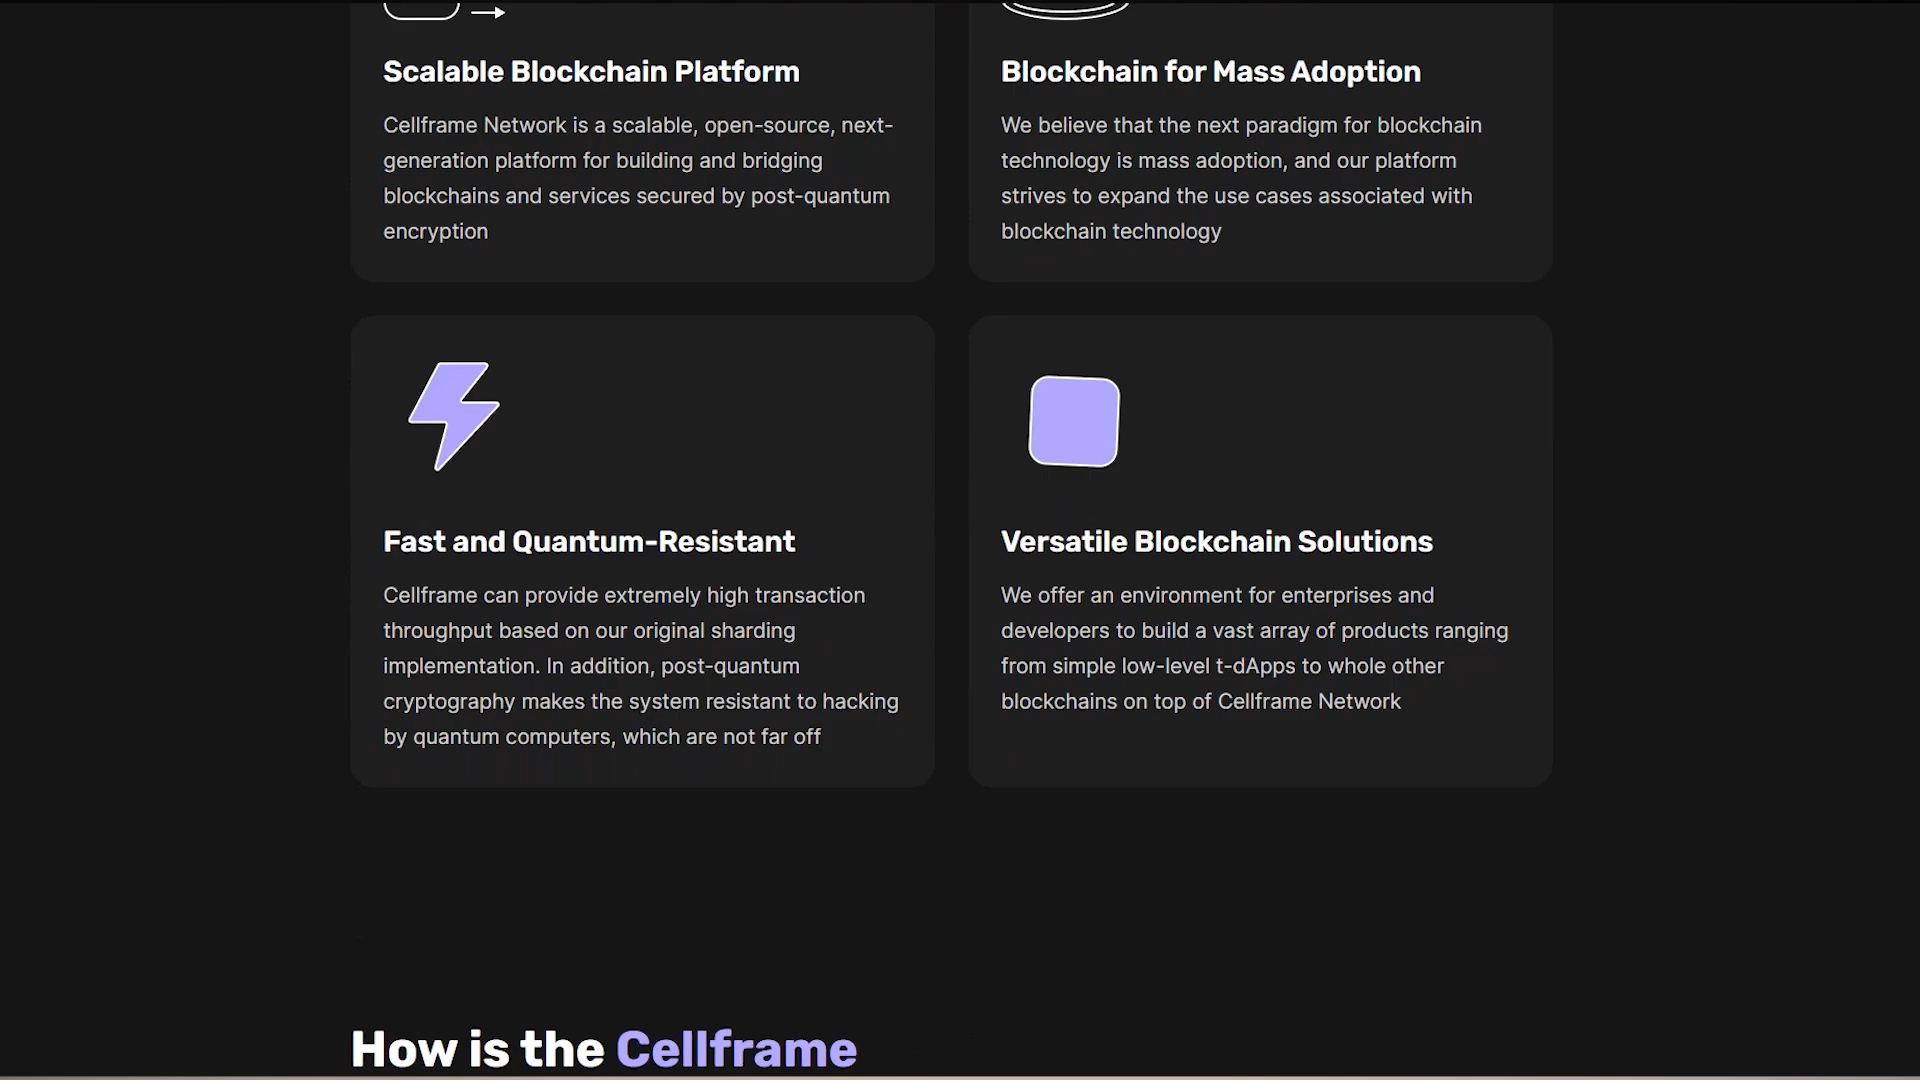 Scalable Blockchain Platform
Cellframe Network is a scalable, open-source, next-
generation platform for building and bridging
blockchains and services secured by post-quantum
encryption
Blockchain for Mass Adoption
We believe that the next paradigm for blockchain
technology is mass adoption, and our platform
strives to expand the use cases associated with
blockchain technology
Fast and Quantum-Resistant
Cellframe can provide extremely high transaction
throughput based on our original sharding
implementation. In addition, post-quantum
cryptography makes the system resistant to hacking
by quantum computers, which are not far off
Versatile Blockchain Solutions
We offer an environment for enterprises and
developers to build a vast array of products ranging
from simple low-level t-dApps to whole other
blockchains on top of Cellframe Network
How is the Cellframe